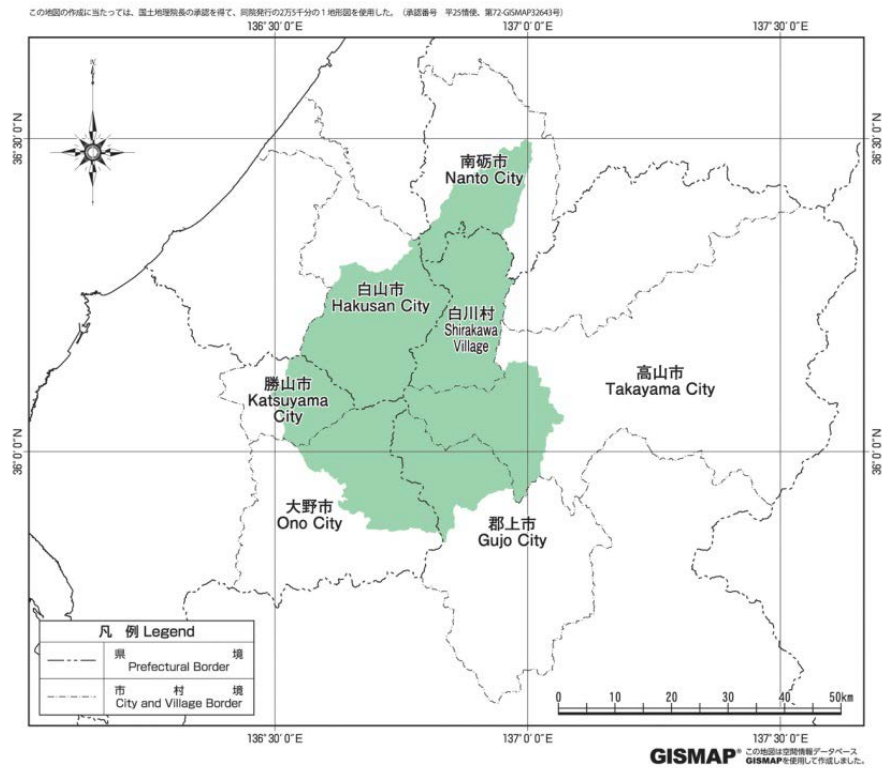 この地図の作成に当たっては、国土地理院長の承認を得て、同院発行の2万5千分の1地形図を使用した。（承認番号　平25情使、第72-GISMAP32643号）
136°30′0″E
137°0′0″E
137°30′0″E
N
36°30′0″N
36°30′0″N
南砺市
Nanto City
白山市
Hakusan City
白川村
Shirakawa
Village
高山市
Takayama City
勝山市
Katsuyama
City
36°0′0″N
36°0′0″N
大野市
Ono City
郡上市
Gujo City
凡 例 Legend
県 境
Prefectural Border
市 村 境
City and Village Border
0 10 20 30 40 50km
136°30′0″E
137°0′0″E
137°30′0″E
GISMAP® この地図は空間情報データベース
GISMAPを使用して作成しました。